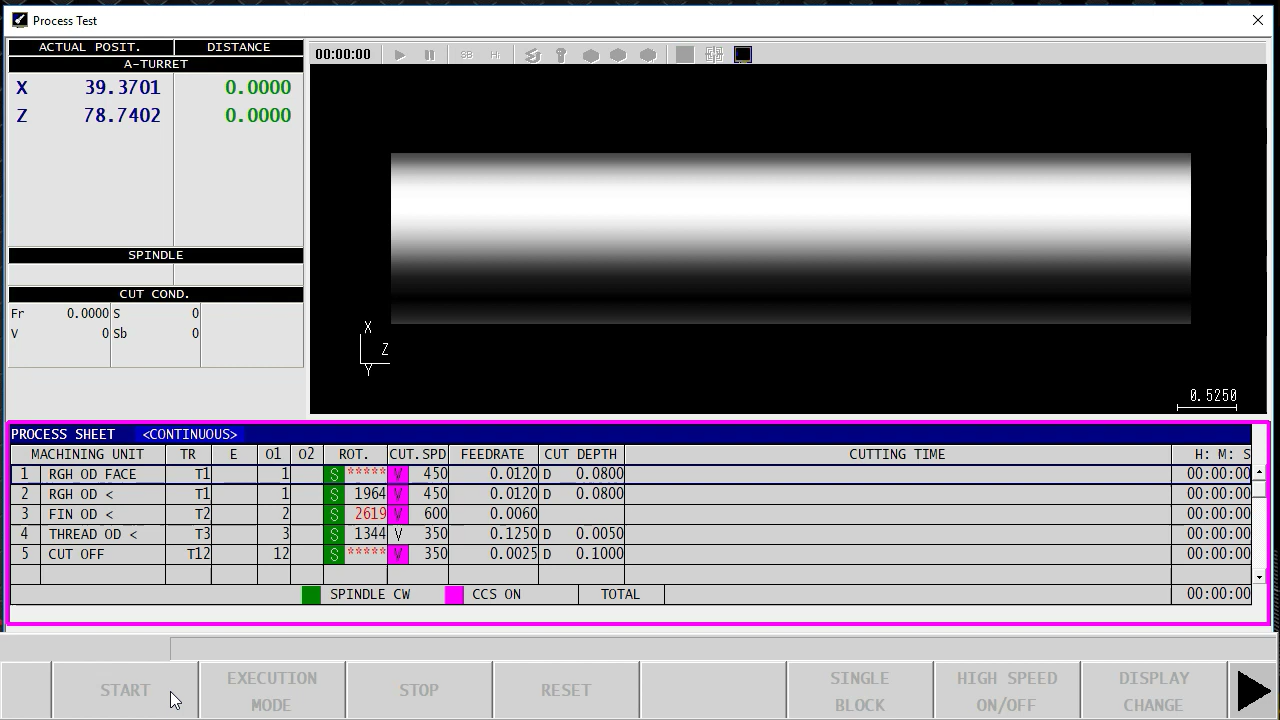 Process Test
ACTUAL POSIT. DISTANCE
A-TURRET
X 39.3701 0.0000
Z 78.7402 0.0000
SPINDLE
CUT COND.
Fr 0.0000 S 0
V 0 Sb 0
00:00:00 SB Hi
X
Z
Y
0.5250
PROCESS SHEET <CONTINUOUS>
MACHINING UNIT TR E O1 O2 ROT. CUT.SPD FEEDRATE CUT DEPTH CUTTING TIME H: M: S
1 RGH OD FACE T1 1 S ***** V 450 0.0120 D 0.0800 00:00:00
2 RGH OD < T1 1 S 1964 V 450 0.0120 D 0.0800 00:00:00
3 FIN OD < T2 2 S 2619 V 600 0.0060 00:00:00
4 THREAD OD < T3 3 S 1344 V 350 0.1250 D 0.0050 00:00:00
5 CUT OFF T12 12 S ***** V 350 0.0025 D 0.1000 00:00:00
SPINDLE CW CCS ON TOTAL 00:00:00
START EXECUTION MODE STOP RESET SINGLE BLOCK HIGH SPEED ON/OFF DISPLAY CHANGE